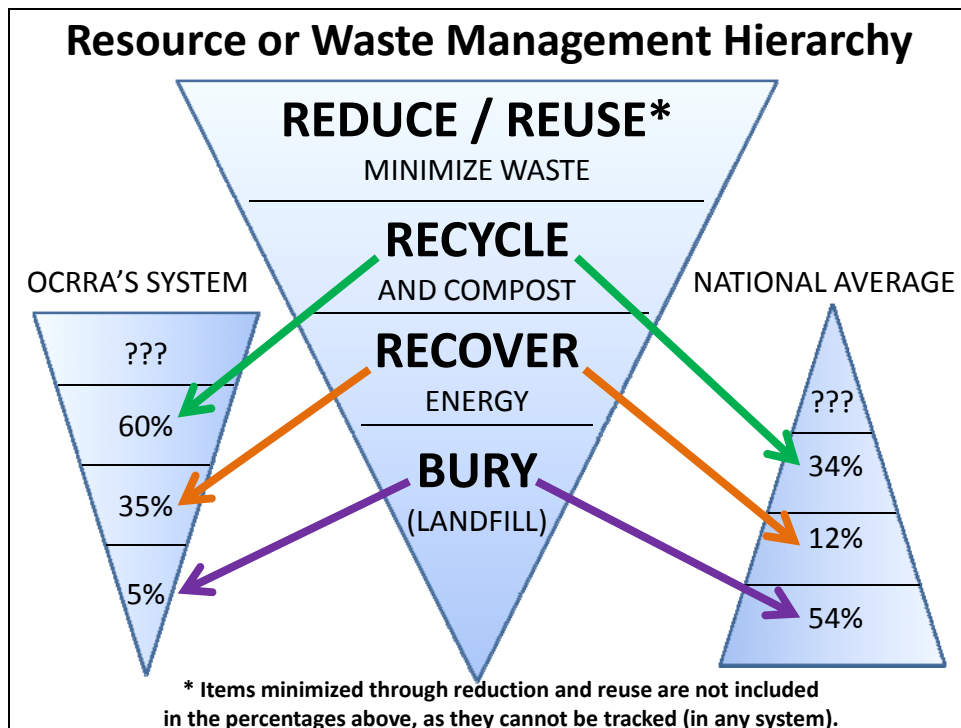 Resource or Waste Management Hierarchy
REDUCE / REUSE*
MINIMIZE WASTE
RECYCLE
AND COMPOST
RECOVER
ENERGY
BURY
(LANDFILL)
OCRRA'S SYSTEM
???
60%
35%
5%
NATIONAL AVERAGE
???
34%
12%
54%
* Items minimized through reduction and reuse are not included
in the percentages above, as they cannot be tracked (in any system).